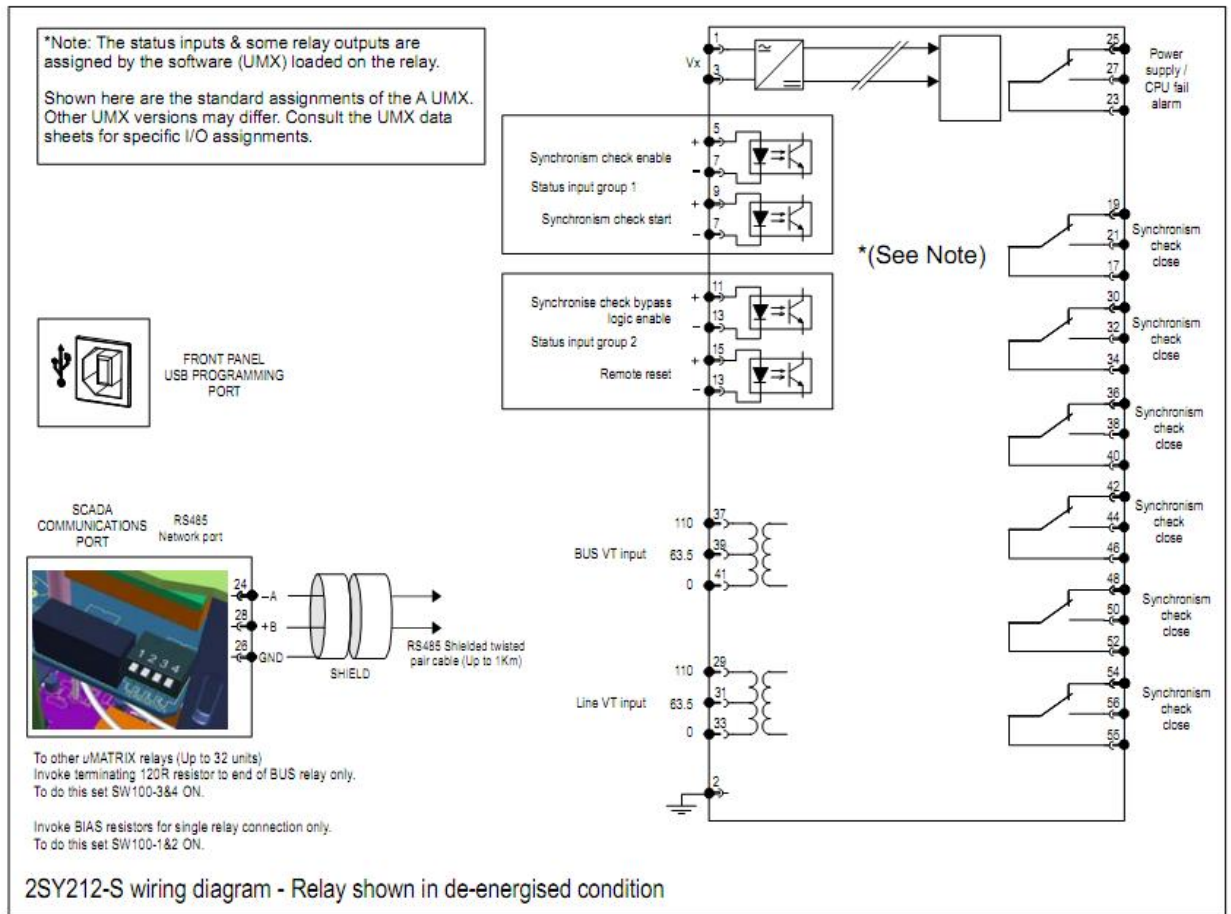 *Note: The status inputs & some relay outputs are
assigned by the software (UMX) loaded on the relay.
Shown here are the standard assignments of the A UMX.
Other UMX versions may differ. Consult the UMX data
sheets for specific I/O assignments.
1
Vx
3
25
27
23
Power
supply /
CPU fail
alarm
+
5
Synchronism check enable
–
7
Status input group 1
+
9
Synchronism check start
–
7
*(See Note)
19
21
17
Synchronism
check
close
Synchronise check bypass
logic enable
+
11
–
13
Status input group 2
+
15
Remote reset
–
13
30
32
34
Synchronism
check
close
FRONT PANEL
USB PROGRAMMING
PORT
36
38
40
Synchronism
check
close
42
44
46
Synchronism
check
close
SCADA
COMMUNICATIONS
PORT
RS485
Network port
1 2 3 4
24
–A
28
+B
26
GND
SHIELD
RS485 Shielded twisted
pair cable (Up to 1Km)
110
37
BUS VT input
63.5
39
0
41
48
50
52
Synchronism
check
close
110
29
Line VT input
63.5
31
0
33
54
56
55
Synchronism
check
close
2
To other uMATRIX relays (Up to 32 units)
Invoke terminating 120R resistor to end of BUS relay only.
To do this set SW100-3&4 ON.
Invoke BIAS resistors for single relay connection only.
To do this set SW100-1&2 ON.
2SY212-S wiring diagram - Relay shown in de-energised condition